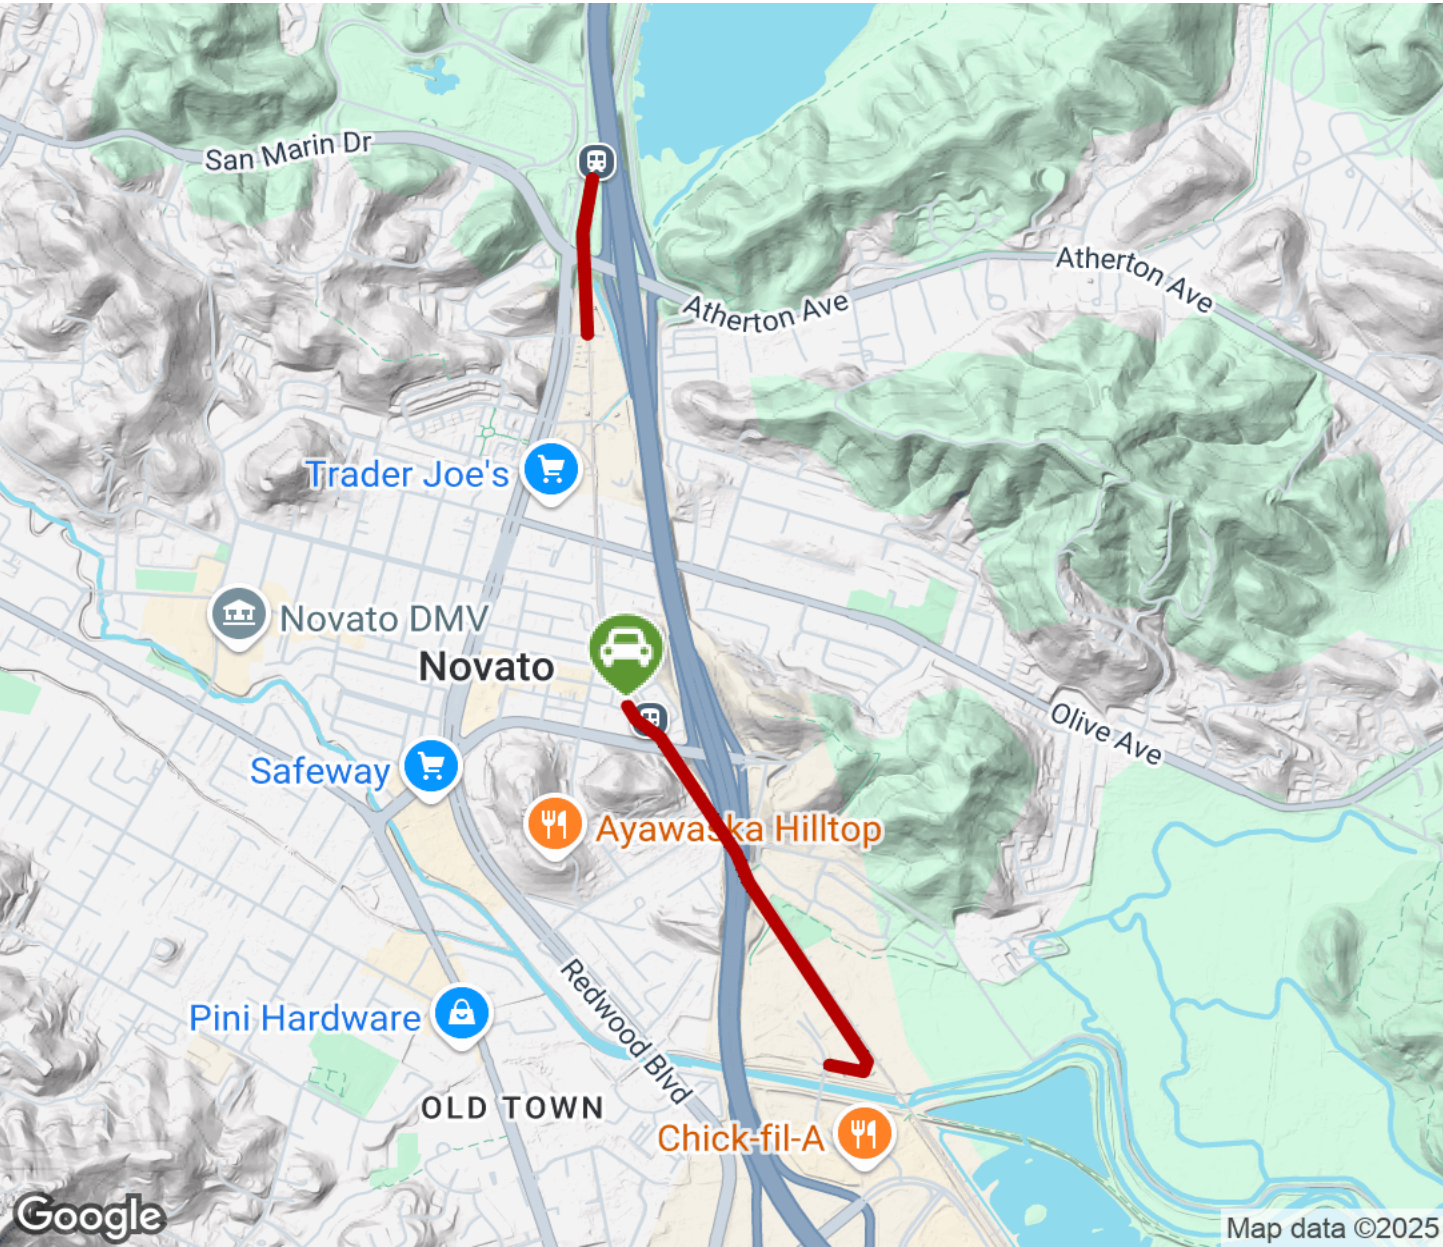 San Marin Dr
Atherton Ave
Atherton Ave
Trader Joe's
Novato DMV
Novato
Olive Ave
Safeway
Ayawaska Hilltop
Redwood Blvd
Pini Hardware
OLD TOWN
Chick-fil-A
Google
Map data ©2025